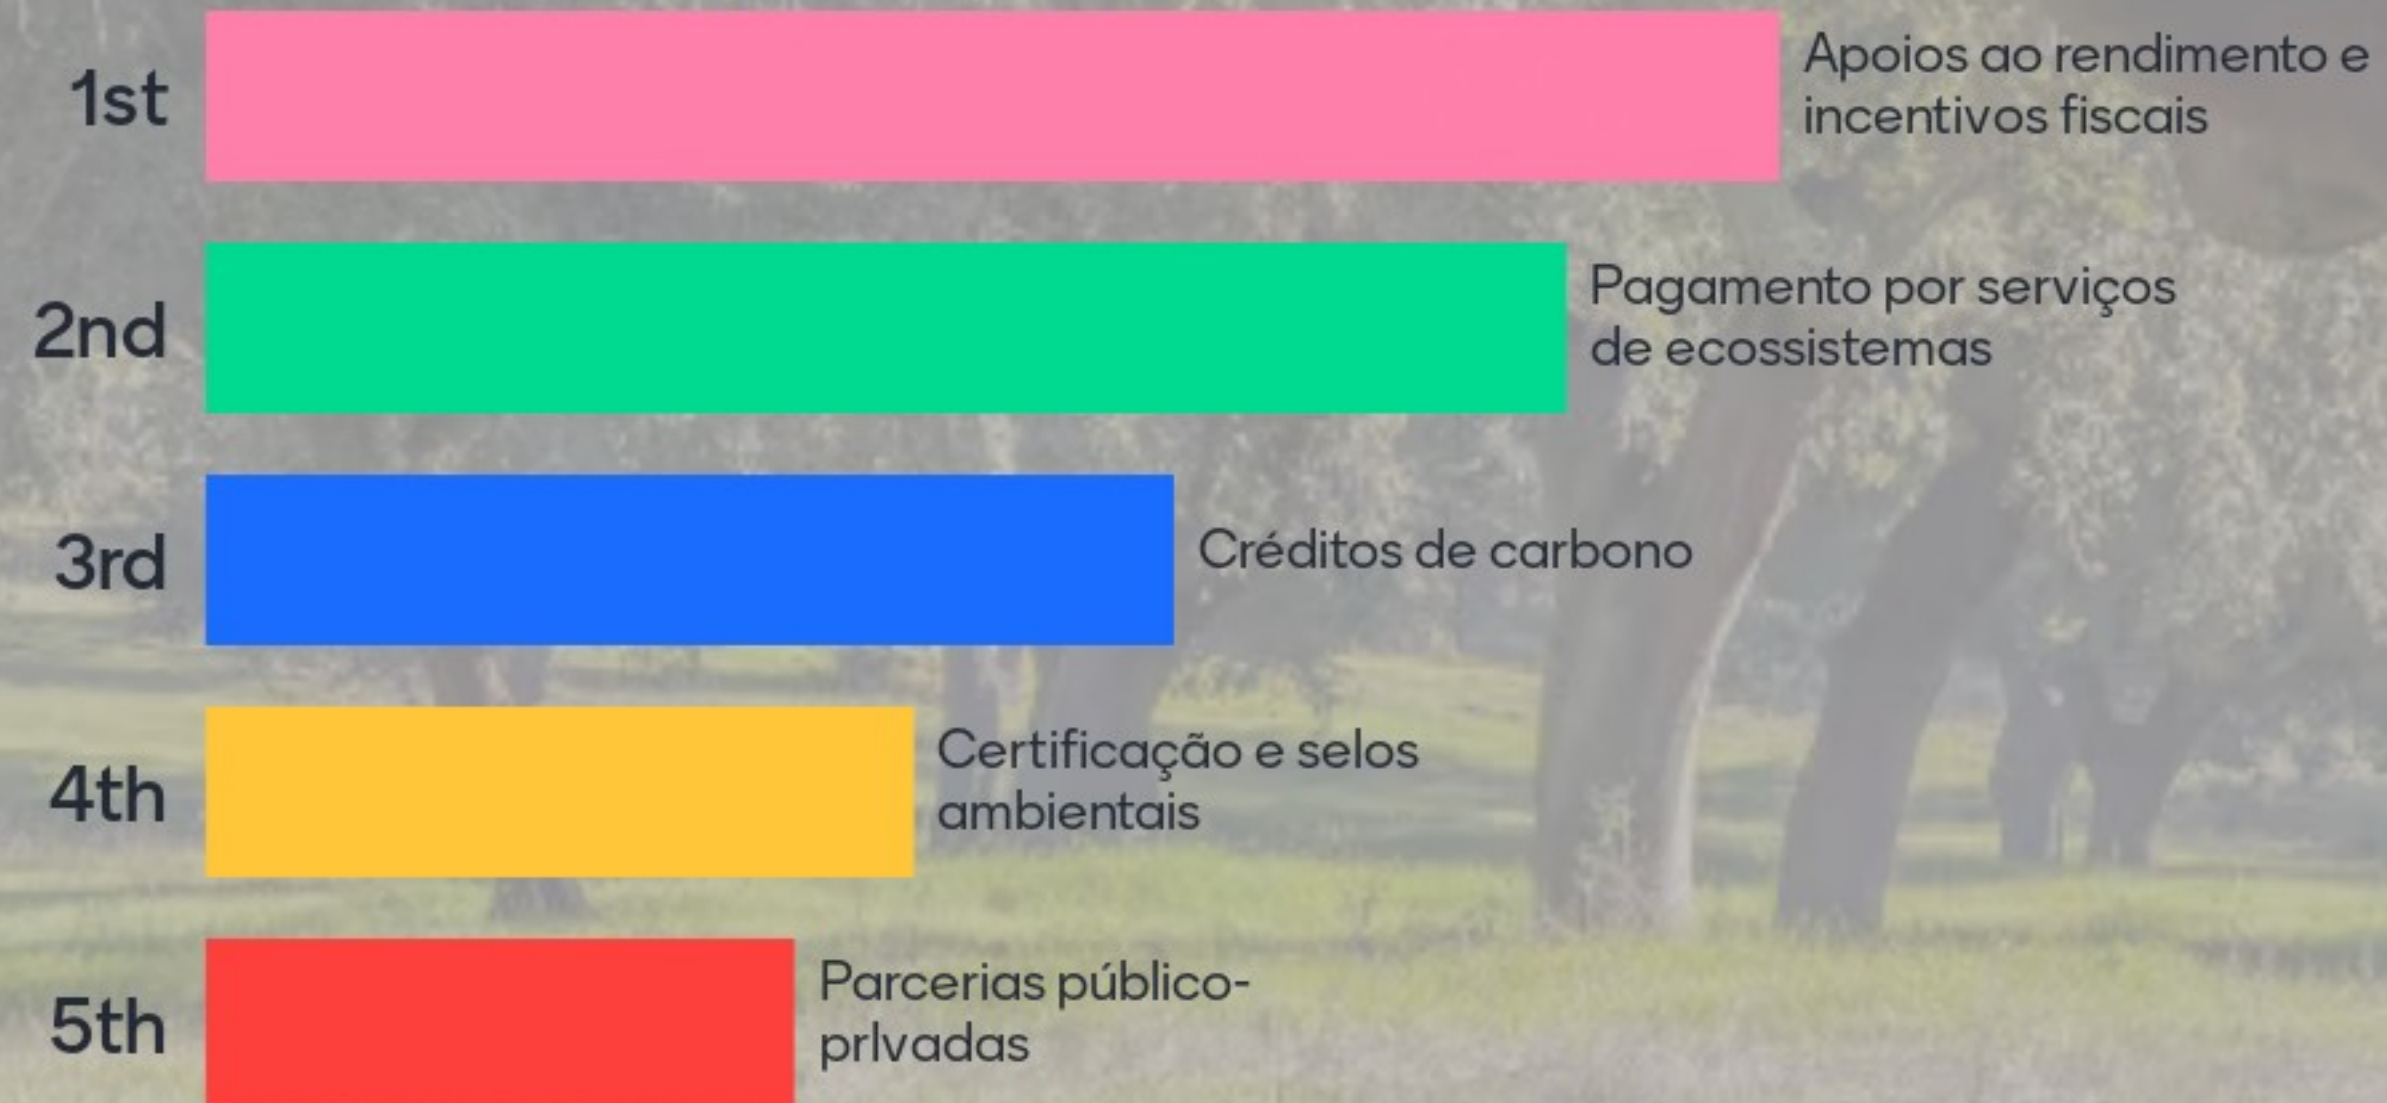 1st
Apoios ao rendimento e
incentivos fiscais
2nd
Pagamento por serviços
de ecossistemas
3rd
Créditos de carbono
4th
Certificação e selos
ambientais
5th
Parcerias público-
prlvadas